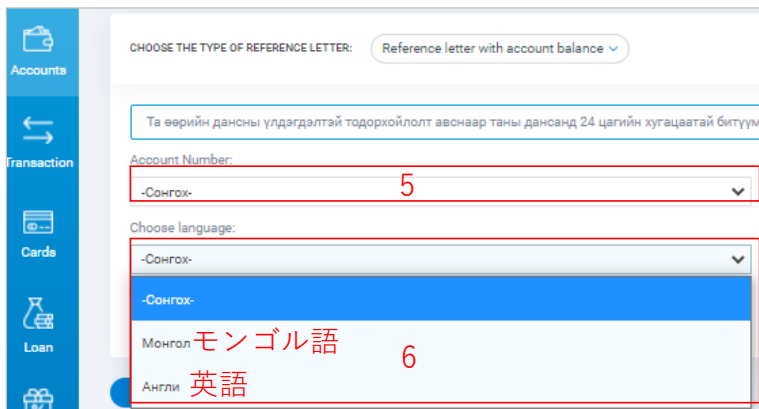 Accounts
Transaction
Cards
Loan
CHOOSE THE TYPE OF REFERENCE LETTER: Reference letter with account balance
Та өөрийн дансны үлдэгдэлтэй тодорхойлолт авснаар таны дансанд 24 цагийн хугацаатай битүүм
Account Number:
-Сонгох- 5
Choose language:
-Сонгох-
-Сонгох-
Монгол モンゴル語 6
Англи 英語